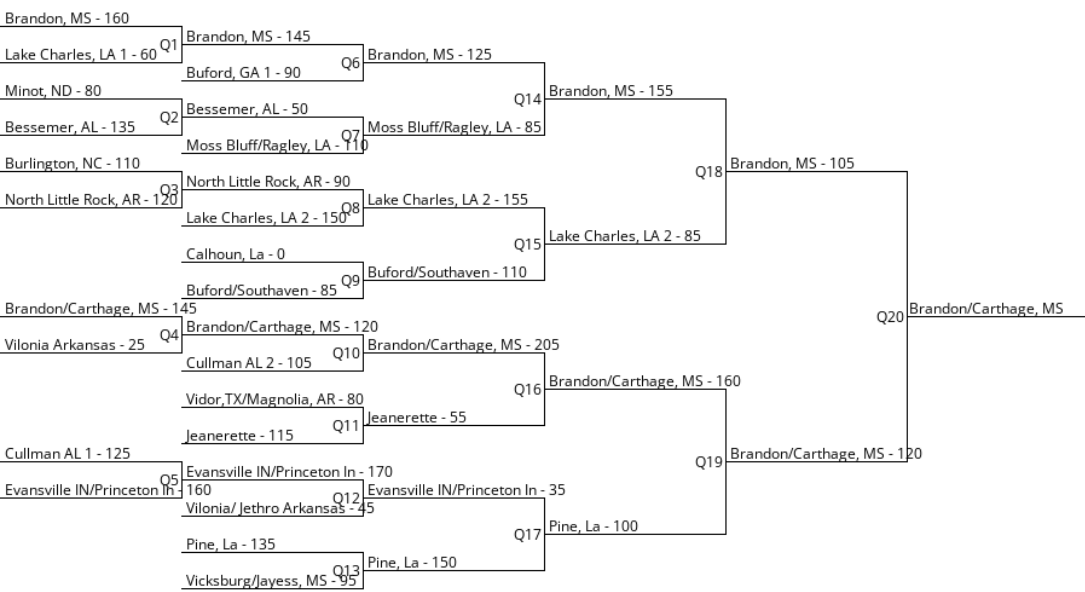 Brandon, MS - 160
Lake Charles, LA 1 - 60
Q1
Brandon, MS - 145
Buford, GA 1 - 90
Q6
Brandon, MS - 125
Minot, ND - 80
Bessemer, AL - 135
Q2
Bessemer, AL - 50
Moss Bluff/Ragley, LA - 110
Q7
Moss Bluff/Ragley, LA - 85
Q14
Brandon, MS - 155
Burlington, NC - 110
North Little Rock, AR - 120
Q3
North Little Rock, AR - 90
Lake Charles, LA 2 - 150
Q8
Lake Charles, LA 2 - 155
Calhoun, La - 0
Buford/Southaven - 85
Q9
Buford/Southaven - 110
Q15
Lake Charles, LA 2 - 85
Q18
Brandon, MS - 105
Brandon/Carthage, MS - 145
Vilonia Arkansas - 25
Q4
Brandon/Carthage, MS - 120
Cullman AL 2 - 105
Q10
Brandon/Carthage, MS - 205
Vidor,TX/Magnolia, AR - 80
Jeanerette - 115
Q11
Jeanerette - 55
Q16
Brandon/Carthage, MS - 160
Cullman AL 1 - 125
Evansville IN/Princeton In - 160
Q5
Evansville IN/Princeton In - 170
Vilonia/ Jethro Arkansas - 45
Q12
Evansville IN/Princeton In - 35
Pine, La - 135
Vicksburg/Jayess, MS - 95
Q13
Pine, La - 150
Q17
Pine, La - 100
Q19
Brandon/Carthage, MS - 120
Q20
Brandon/Carthage, MS